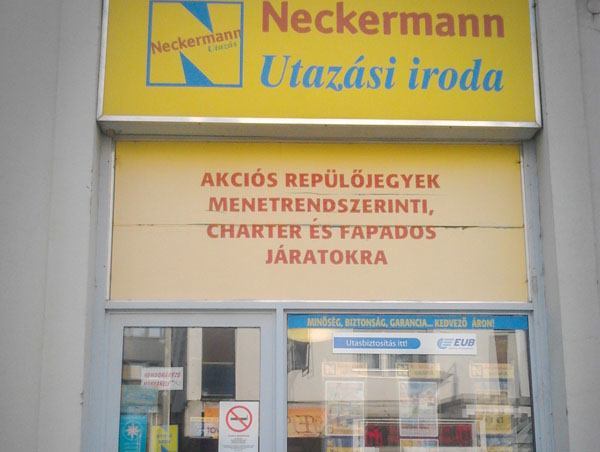 Neckermann
Utazás
Neckermann
Utazási iroda
AKCIÓS REPÜLŐJEGYEK
MENETRENDSZERINTI,
CHARTER ÉS FAPADOS
JÁRATOKRA
MINŐSÉG, BIZTONSÁG, GARANCIA... KEDVEZŐ ÁRON!
Utasbiztosítás itt!
EUB